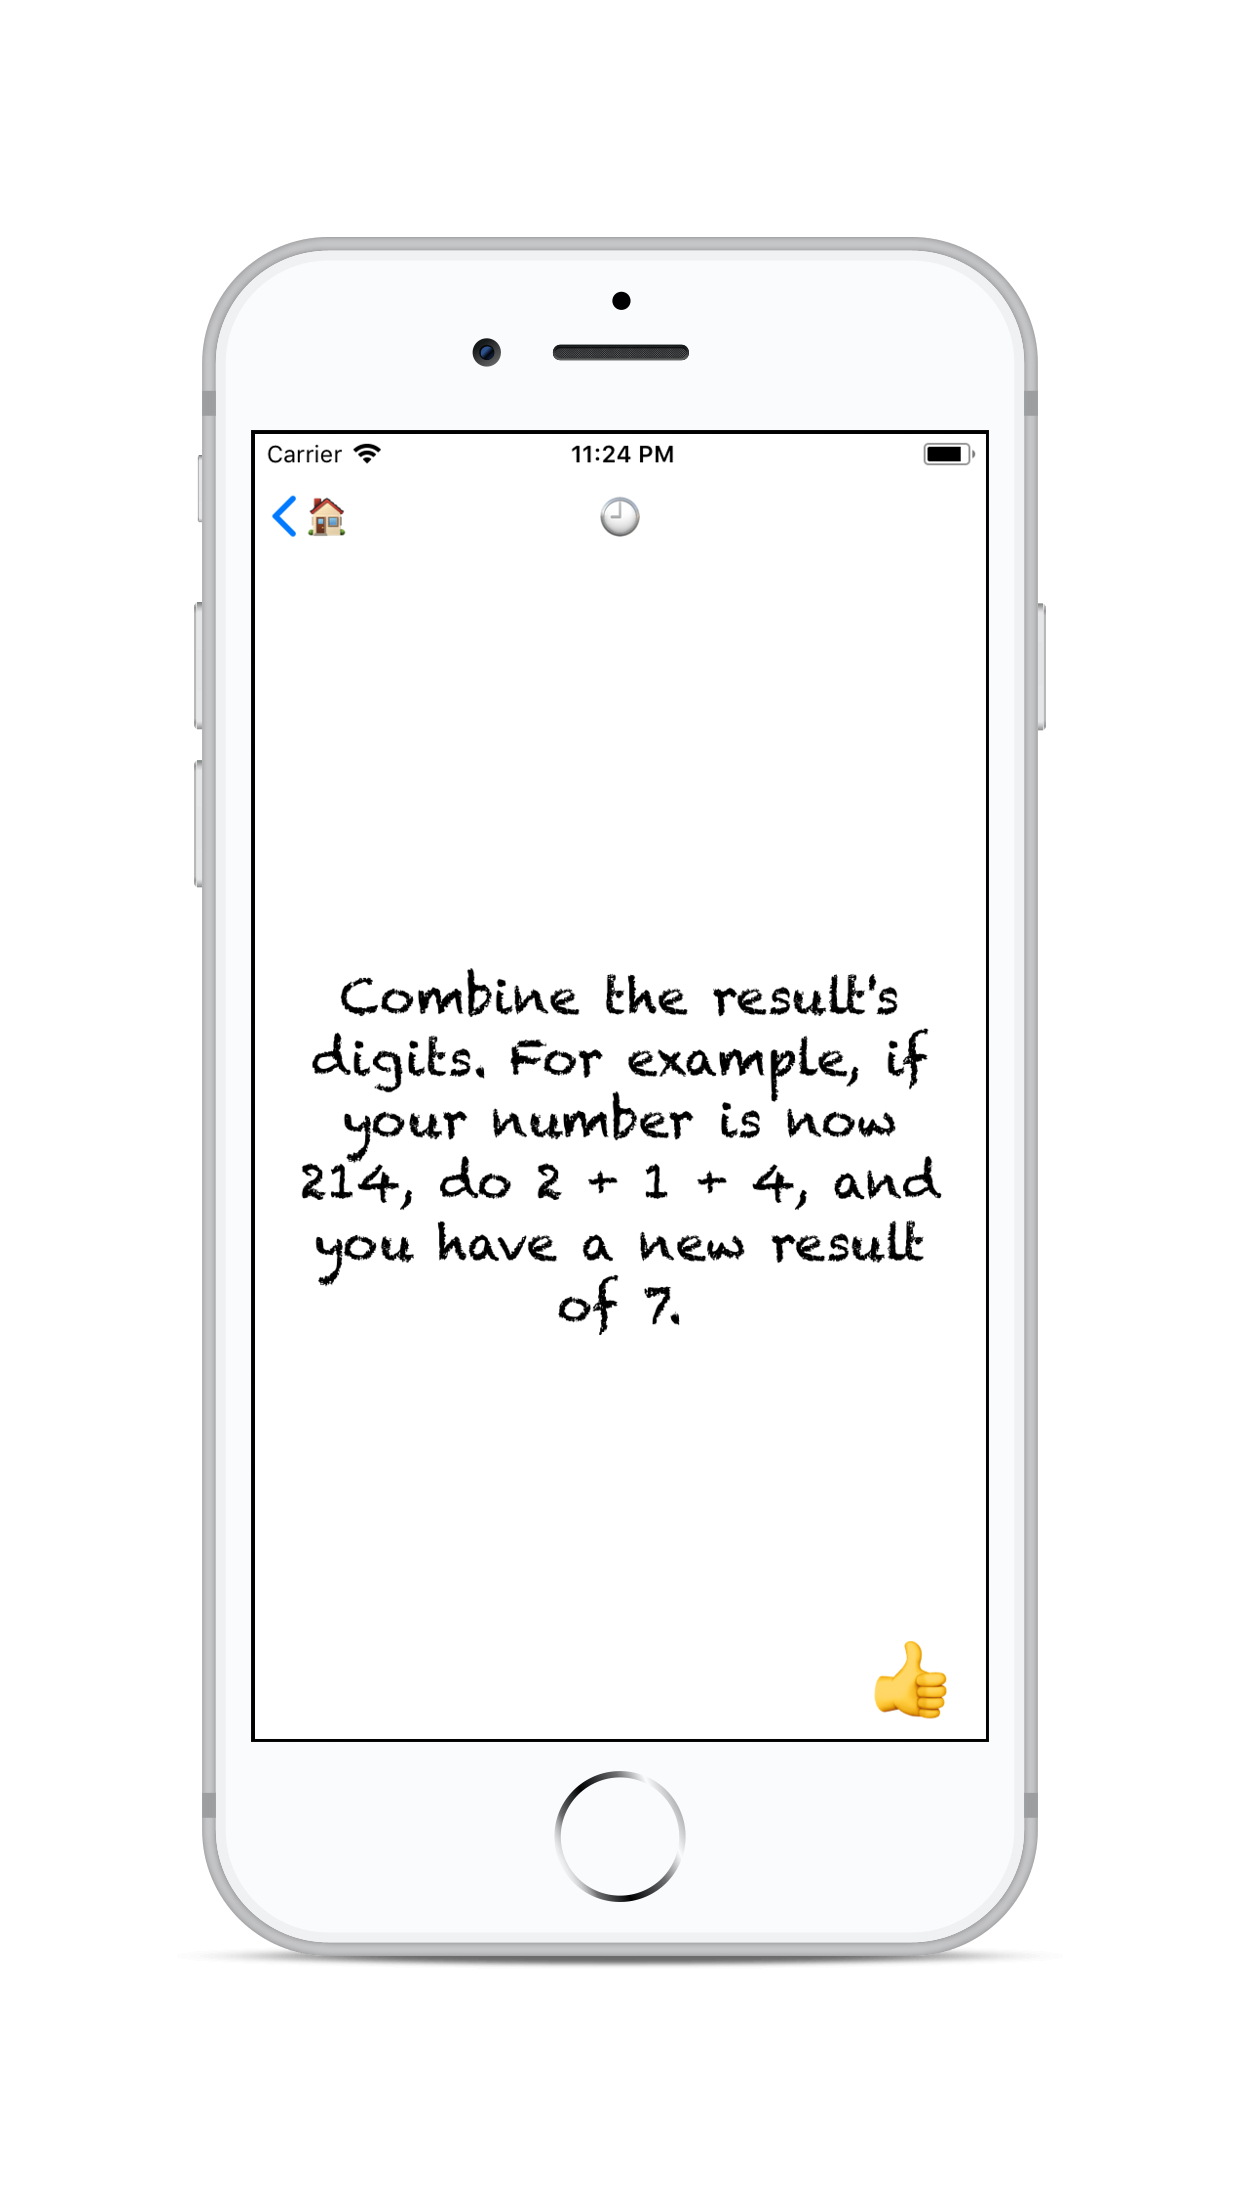 Carrier 11:24 PM
Combine the result's
digits. For example, if
your number is now
214, do 2 + 1 + 4, and
you have a new result
of 7.